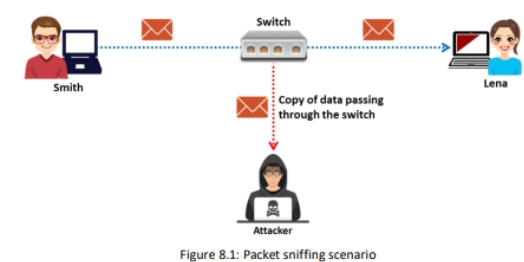 Switch
Smith
Lena
Copy of data passing
through the switch
Attacker
Figure 8.1: Packet sniffing scenario